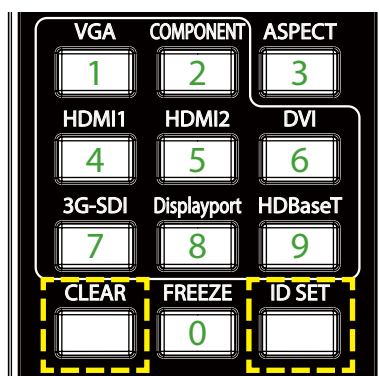 VGA COMPONENT ASPECT
1 2 3
HDMI1 HDMI2 DVI
4 5 6
3G-SDI Displayport HDBaseT
7 8 9
CLEAR FREEZE ID SET
0